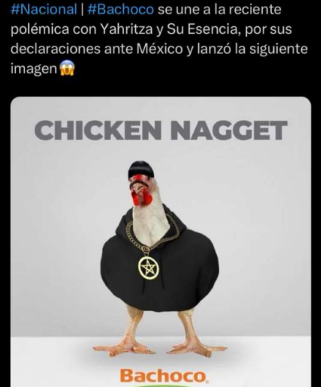 #Nacional | #Bachoco se une a la reciente
polémica con Yahritza y Su Esencia, por sus
declaraciones ante México y lanzó la siguiente
imagen😱
CHICKEN NAGGET
Bachoco.